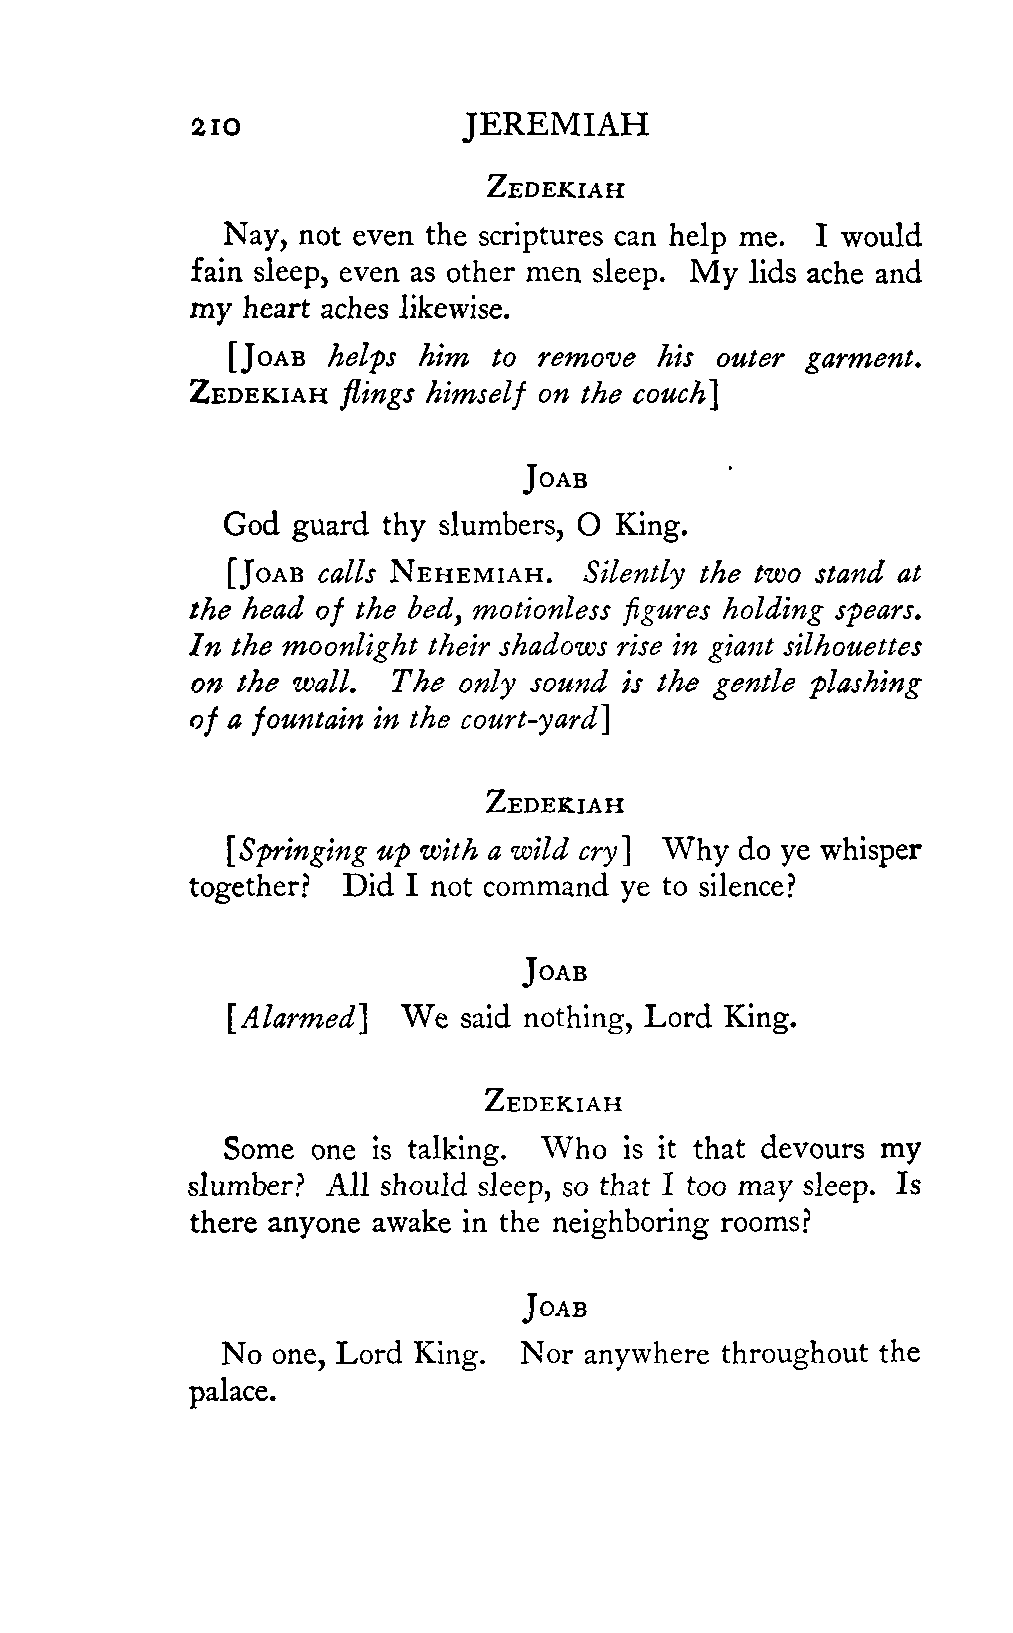 210 JEREMIAH
ZEDEKIAH
Nay, not even the scriptures can help me. I would
fain sleep, even as other men sleep. My lids ache and
my heart aches likewise.
[JOAB helps him to remove his outer garment.
ZEDEKIAH flings himself on the couch]
JOAB
God guard thy slumbers, O King.
[JOAB calls NEHEMIAH. Silently the two stand at
the head of the bed, motionless figures holding spears.
In the moonlight their shadows rise in giant silhouettes
on the wall. The only sound is the gentle plashing
of a fountain in the court-yard]
ZEDEKIAH
[Springing up with a wild cry] Why do ye whisper
together? Did I not command ye to silence?
JOAB
[Alarmed] We said nothing, Lord King.
ZEDEKIAH
Some one is talking. Who is it that devours my
slumber? All should sleep, so that I too may sleep. Is
there anyone awake in the neighboring rooms?
JOAB
No one, Lord King. Nor anywhere throughout the
palace.